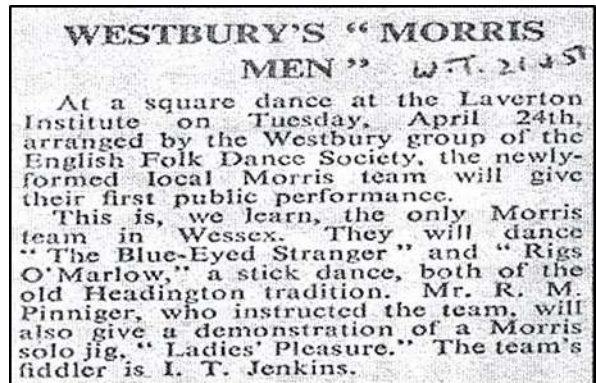 WESTBURY'S “MORRIS
MEN” W.T. 21.4.51
At a square dance at the Laverton
Institute on Tuesday, April 24th,
arranged by the Westbury group of the
English Folk Dance Society, the newly-
formed local Morris team will give
their first public performance.
This is, we learn, the only Morris
team in Wessex. They will dance
“The Blue-Eyed Stranger” and “Rigs
O'Marlow,” a stick dance, both of the
old Headington tradition. Mr. R. M.
Pinniger, who instructed the team, will
also give a demonstration of a Morris
solo jig, “Ladies' Pleasure.” The team's
fiddler is I. T. Jenkins.